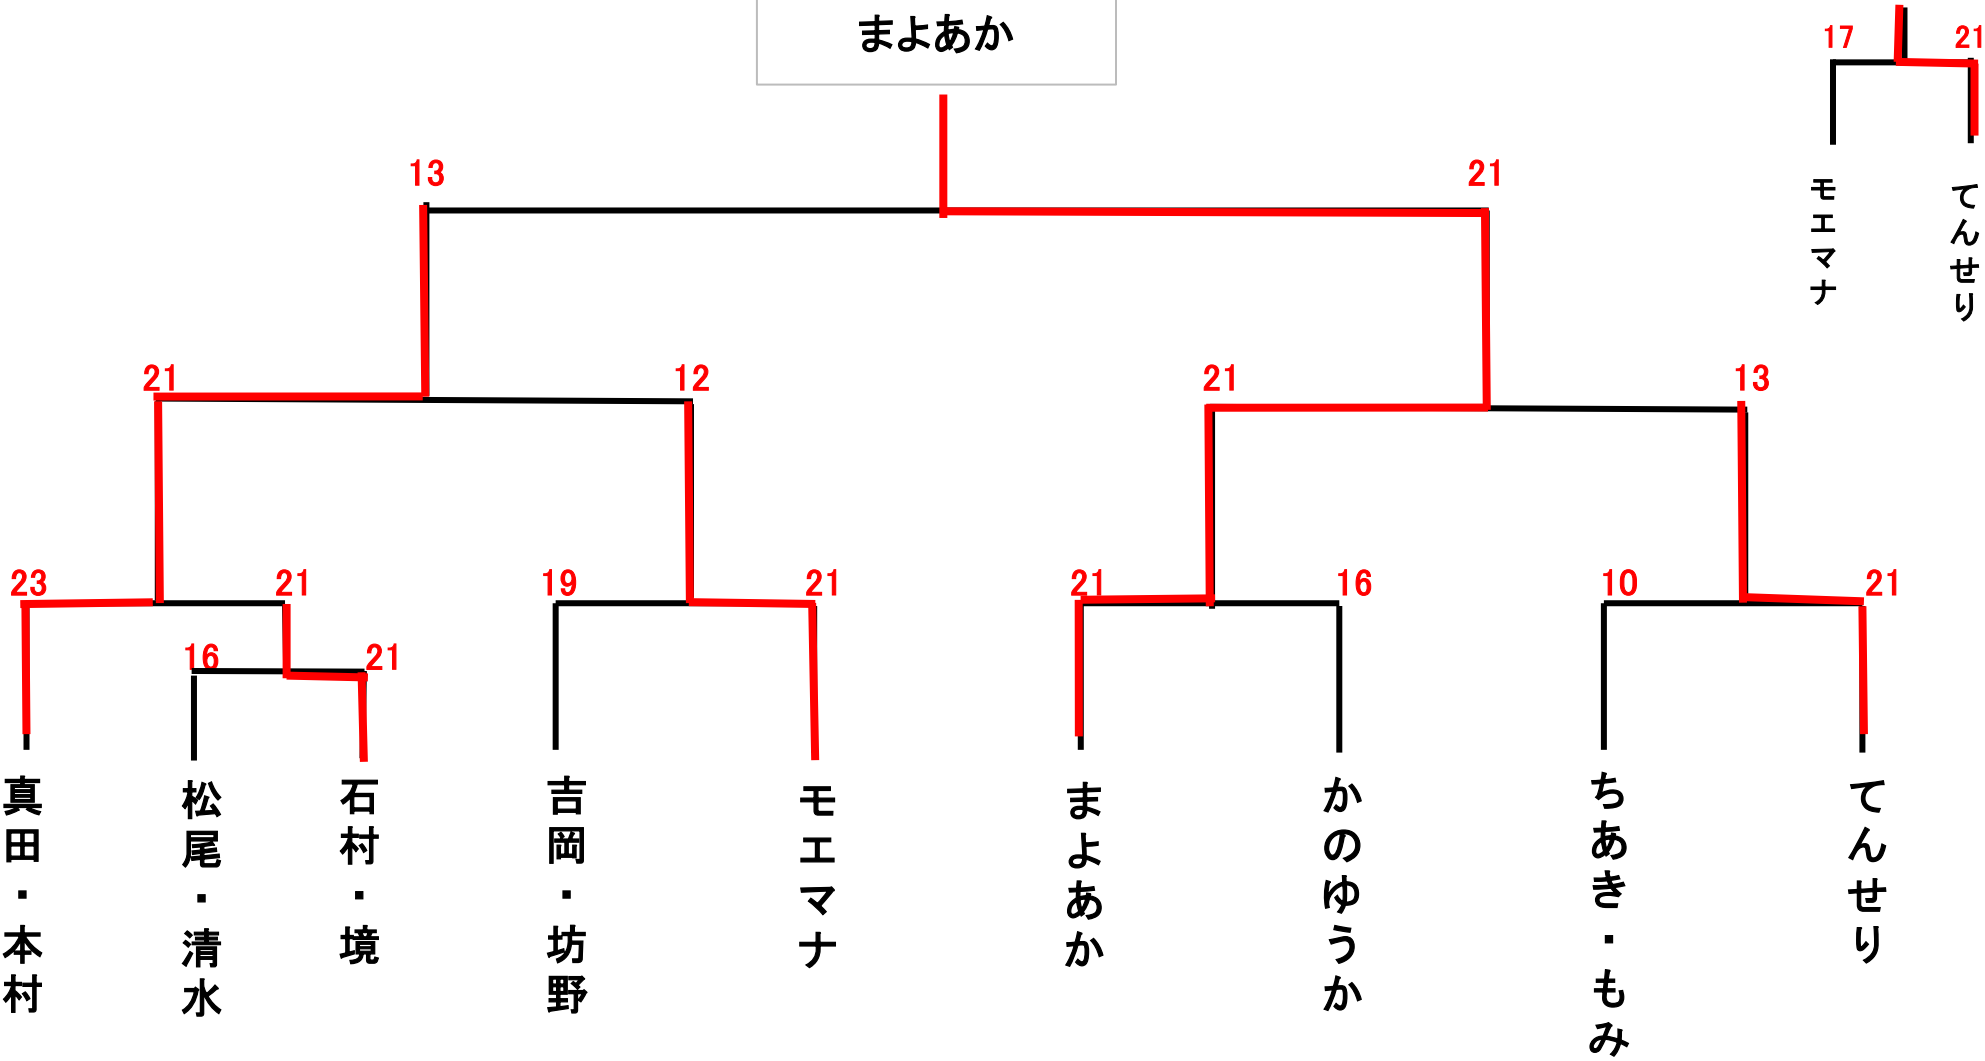 まよあか
17
21
13
21
モエマナ
てんせり
21
12
21
13
23
21
19
21
21
16
10
21
16
21
真田・本村
松尾・清水
石村・境
吉岡・坊野
モエマナ
まよあか
かのゆうか
ちあき・もみ
てんせり